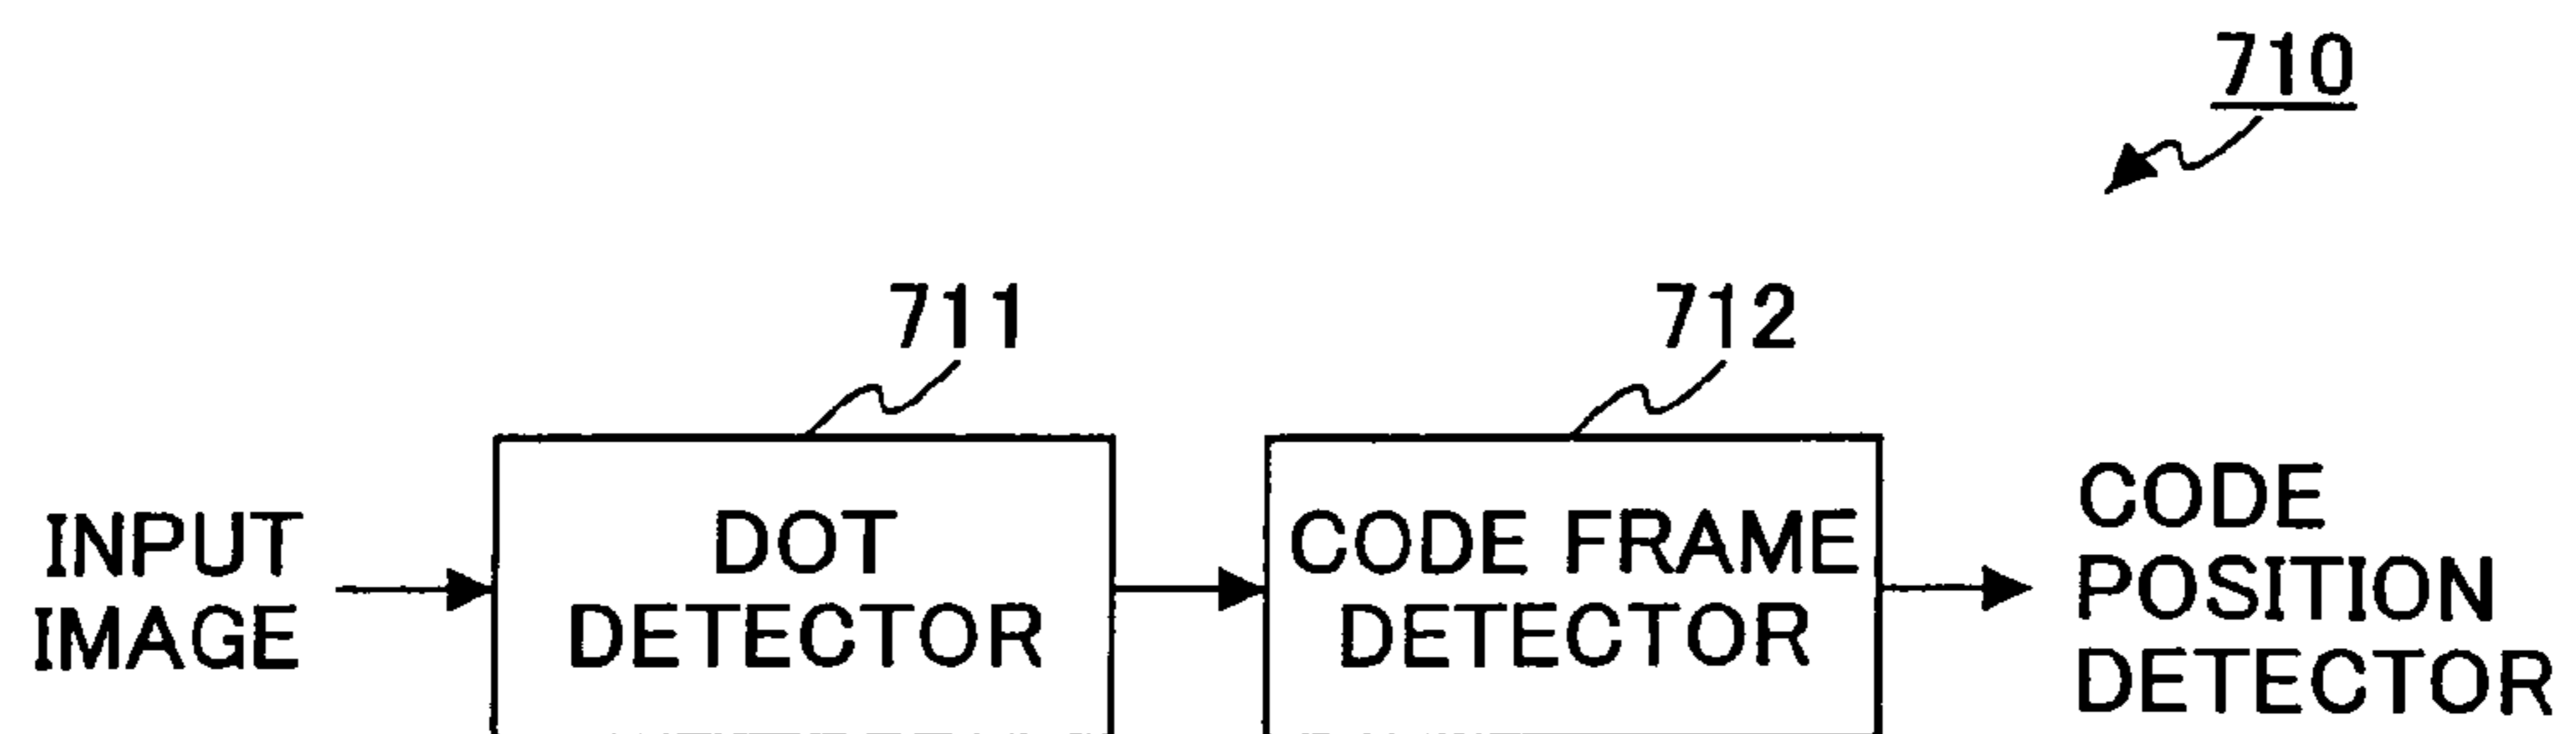 710
711
712
INPUT
IMAGE
DOT
DETECTOR
CODE FRAME
DETECTOR
CODE
POSITION
DETECTOR